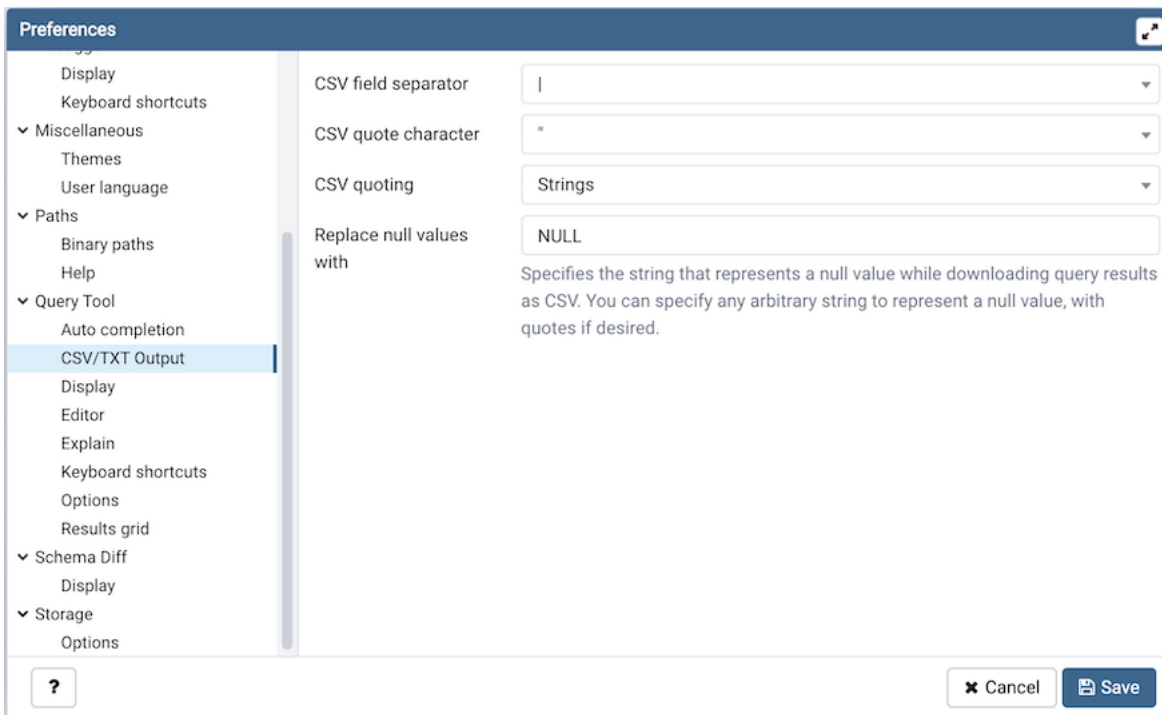 Preferences
Display
Keyboard shortcuts
Miscellaneous
Themes
User language
Paths
Binary paths
Help
Query Tool
Auto completion
CSV/TXT Output
Display
Editor
Explain
Keyboard shortcuts
Options
Results grid
Schema Diff
Display
Storage
Options
CSV field separator
|
CSV quote character
"
CSV quoting
Strings
Replace null values
with
NULL
Specifies the string that represents a null value while downloading query results
as CSV. You can specify any arbitrary string to represent a null value, with
quotes if desired.
?
Cancel
Save